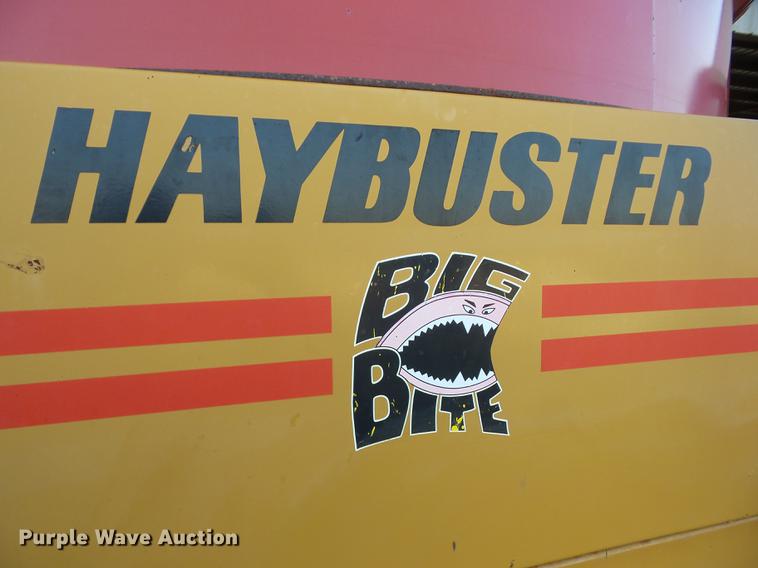 HAYBUSTER
BIG
BITE
Purple Wave Auction